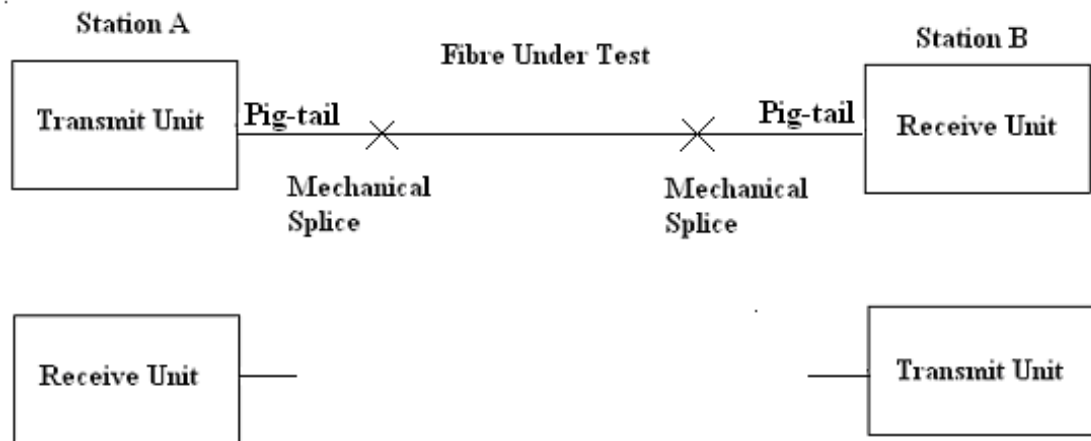 Station A
Fibre Under Test
Station B
Transmit Unit
Pig-tail
Pig-tail
Receive Unit
Mechanical
Splice
Mechanical
Splice
Receive Unit
Transmit Unit